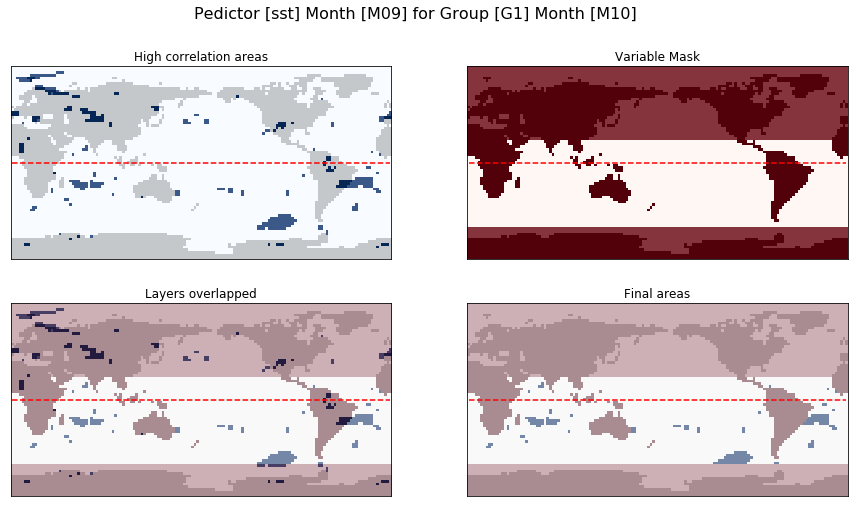 Pedictor [sst] Month [M09] for Group [G1] Month [M10]
High correlation areas
Variable Mask
Layers overlapped
Final areas